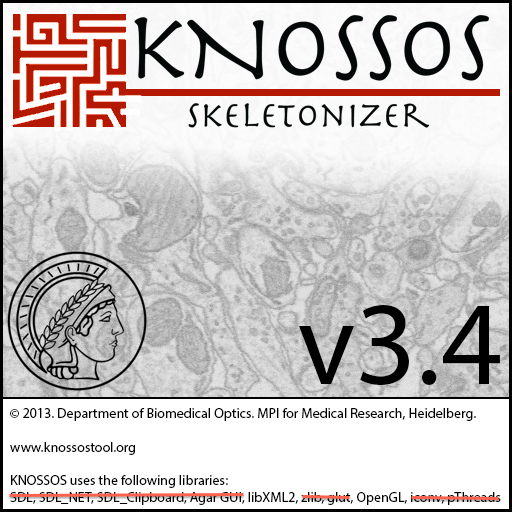 KNOSSOS
SKELETONIZER
v3.4
© 2013. Department of Biomedical Optics. MPI for Medical Research, Heidelberg.
www.knossostool.org
KNOSSOS uses the following libraries:
SDL, SDL_NET, SDL_Clipboard, Agar GUI, libXML2, zlib, glut, OpenGL, iconv, pThreads